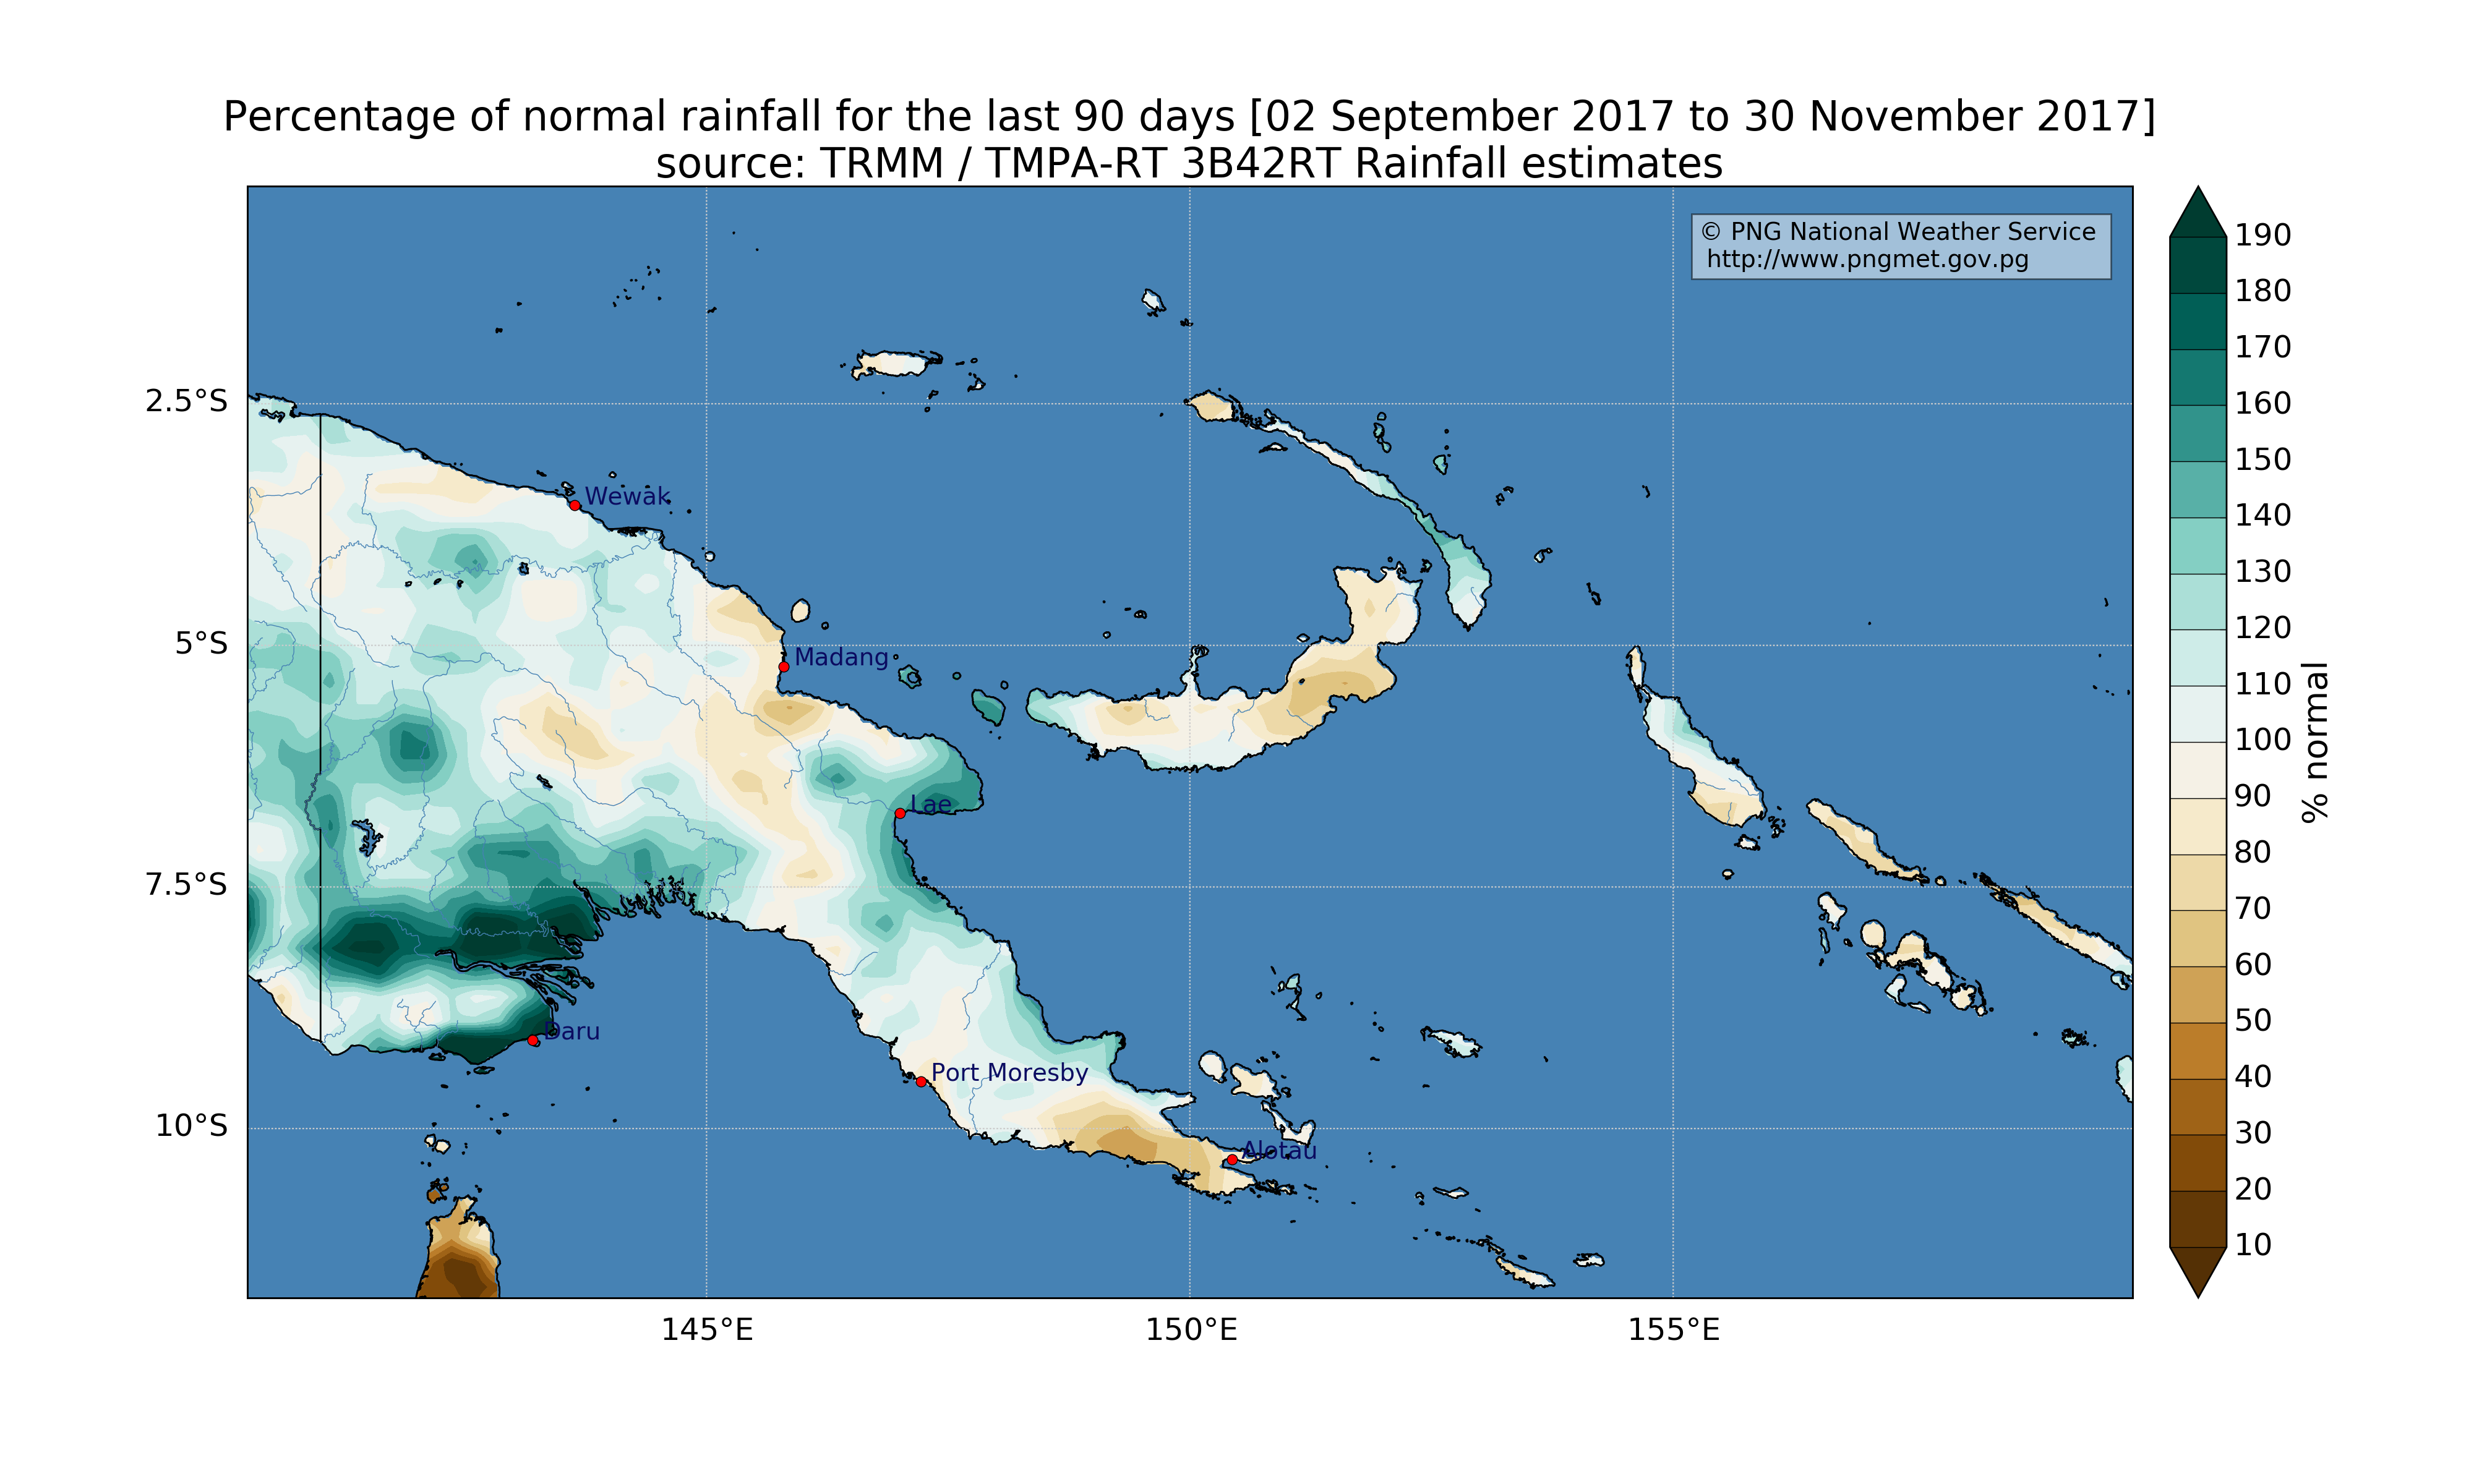 Percentage of normal rainfall for the last 90 days [02 September 2017 to 30 November 2017]
source: TRMM / TMPA-RT 3B42RT Rainfall estimates
© PNG National Weather Service
http://www.pngmet.gov.pg
2.5°S
5°S
7.5°S
10°S
Wewak
Madang
Lae
Daru
Port Moresby
Alotau
145°E
150°E
155°E
190
180
170
160
150
140
130
120
110
100
90
80
70
60
50
40
30
20
10
% normal